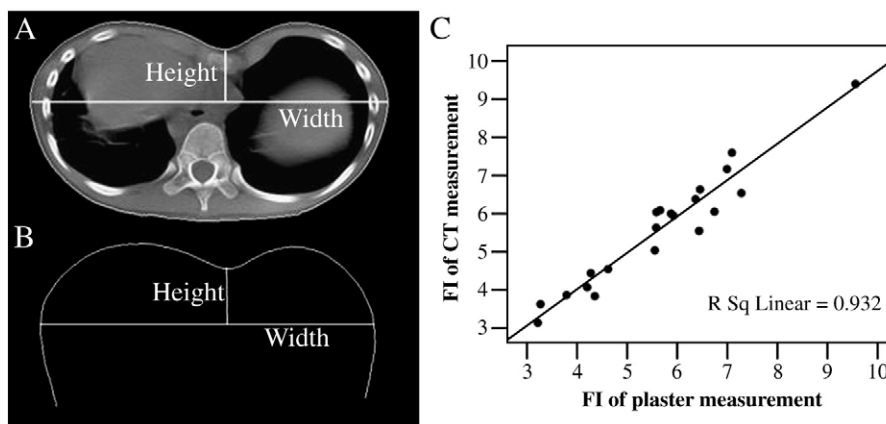 A
Height
Width
B
Height
Width
C
FI of CT measurement
10
9
8
7
6
5
4
3
R Sq Linear = 0.932
3 4 5 6 7 8 9 10
FI of plaster measurement